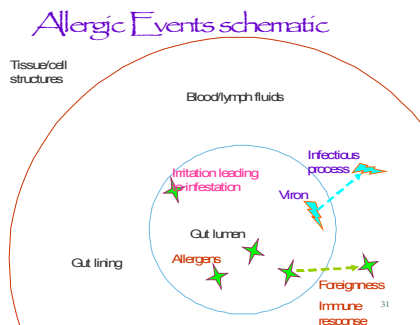 Allergic Events schematic
Tissue/cell
structures
Blood/lymph fluids
Infectious
process
Irritation leading
to infestation
Viron
Gut lumen
Gut lining
Allergens
Foreignness
Immune
response
31